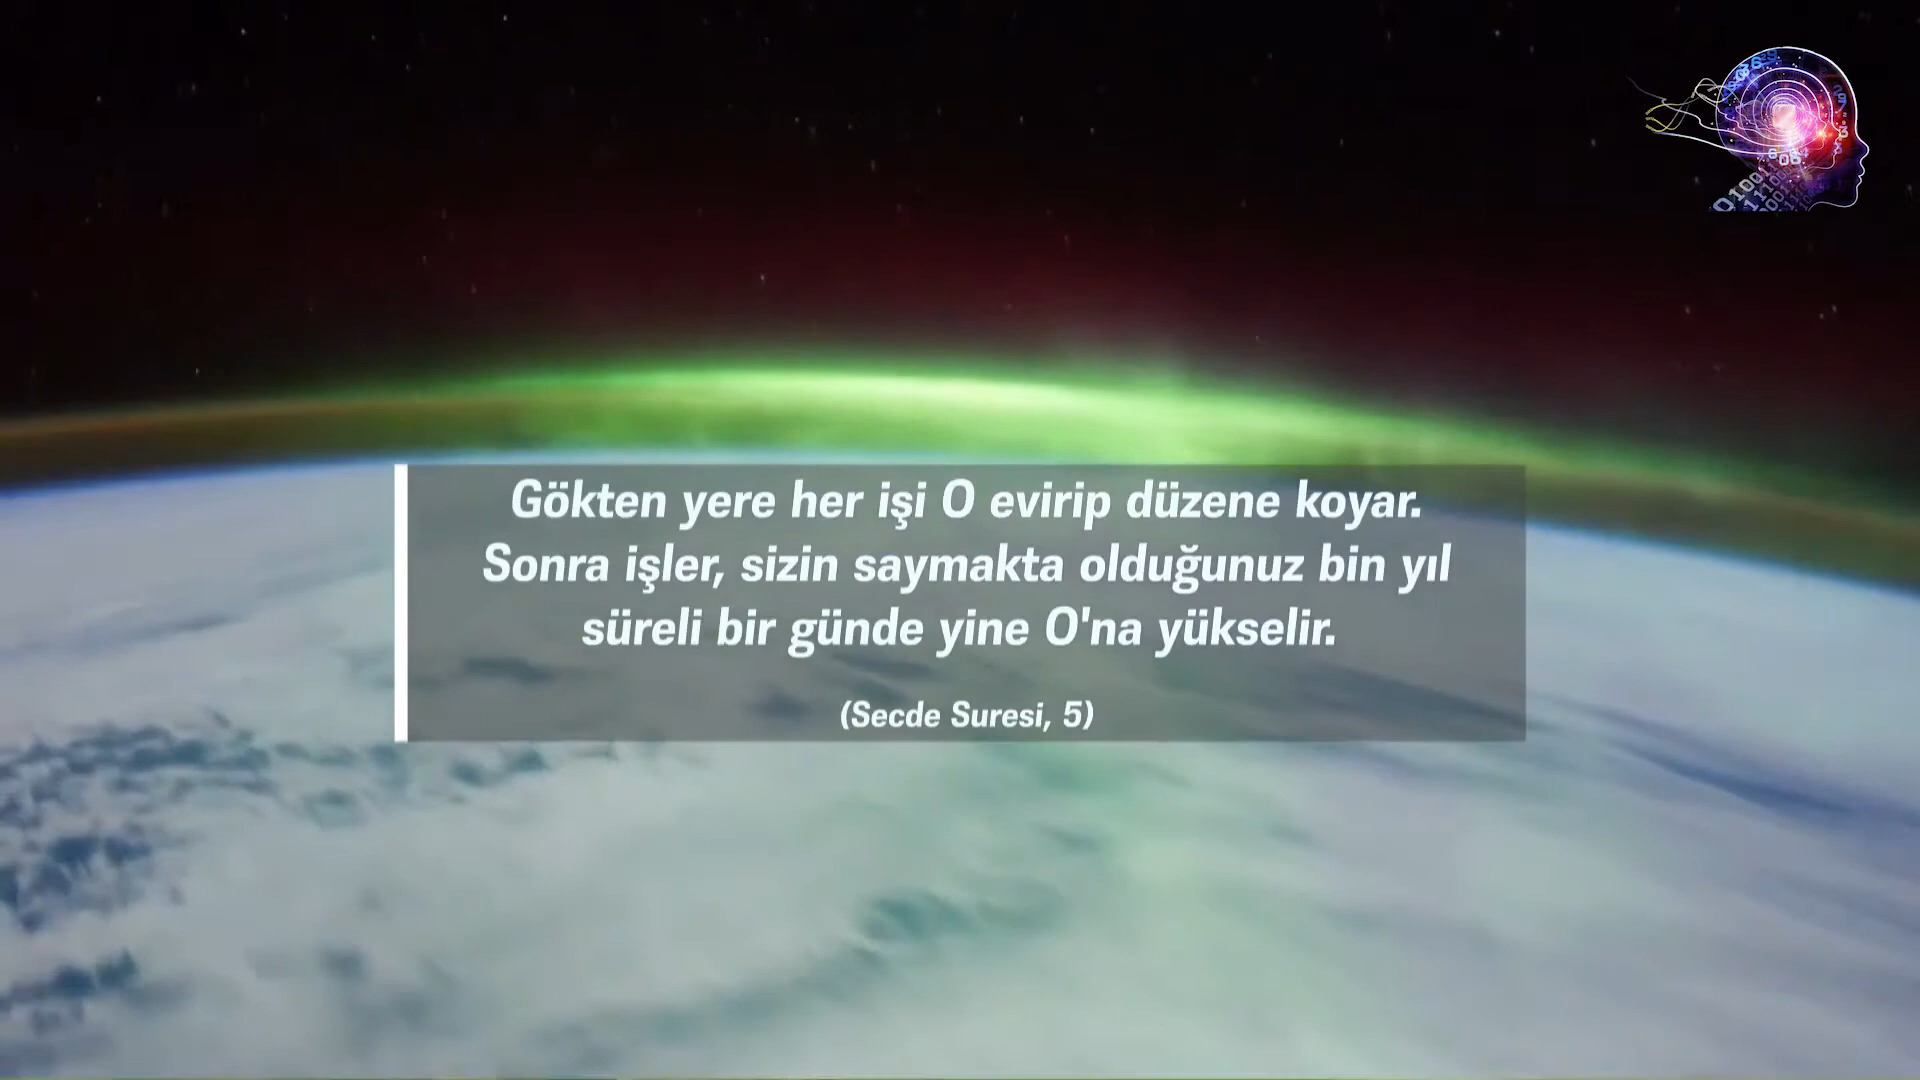 Gökten yere her işi O evirip düzene koyar.
Sonra işler, sizin saymakta olduğunuz bin yıl
süreli bir günde yine O'na yükselir.
(Secde Suresi, 5)